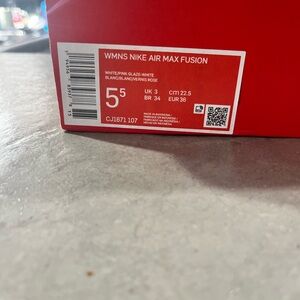 WMNS NIKE AIR MAX FUSION
WHITE/PINK GLAZE-WHITE
BLANC/BLANC/VERNIS ROSE
5.5
UK 3
CM 22.5
BR 34
EUR 36
CJ1671 107